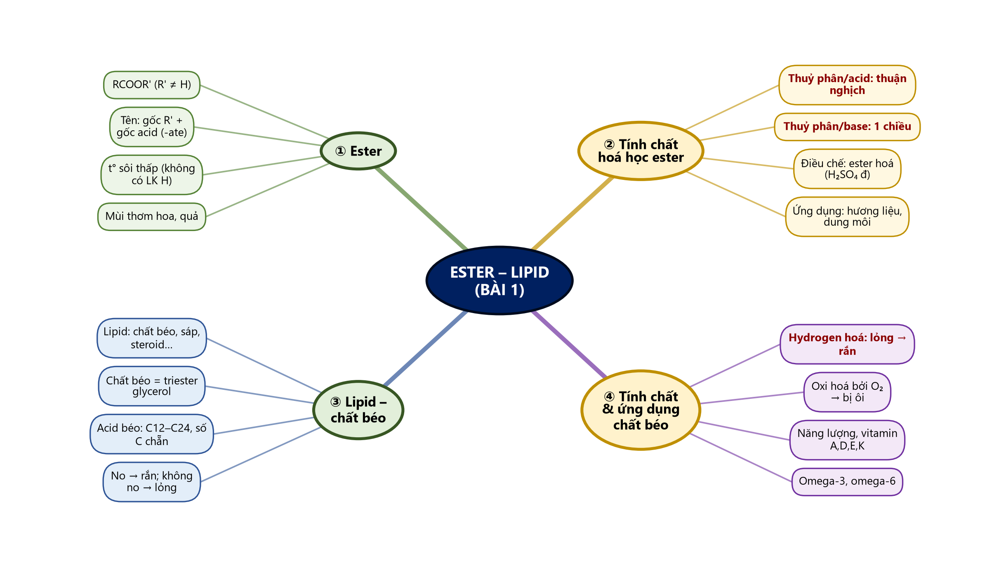 ① Ester
RCOOR' (R' ≠ H)
Tên: gốc R' +
gốc acid (-ate)
t° sôi thấp (không
có LK H)
Mùi thơm hoa, quả
② Tính chất
hoá học ester
Thuỷ phân/acid: thuận
nghịch
Thuỷ phân/base: 1 chiều
Điều chế: ester hoá
(H₂SO₄ đ)
Ứng dụng: hương liệu,
dung môi
ESTER – LIPID
(BÀI 1)
③ Lipid –
chất béo
Lipid: chất béo, sáp,
steroid...
Chất béo = triester
glycerol
Acid béo: C12–C24, số
C chẵn
No → rắn; không
no → lỏng
④ Tính chất
& ứng dụng
chất béo
Hydrogen hoá: lỏng →
rắn
Oxi hoá bởi O₂
→ bị ôi
Năng lượng, vitamin
A,D,E,K
Omega-3, omega-6